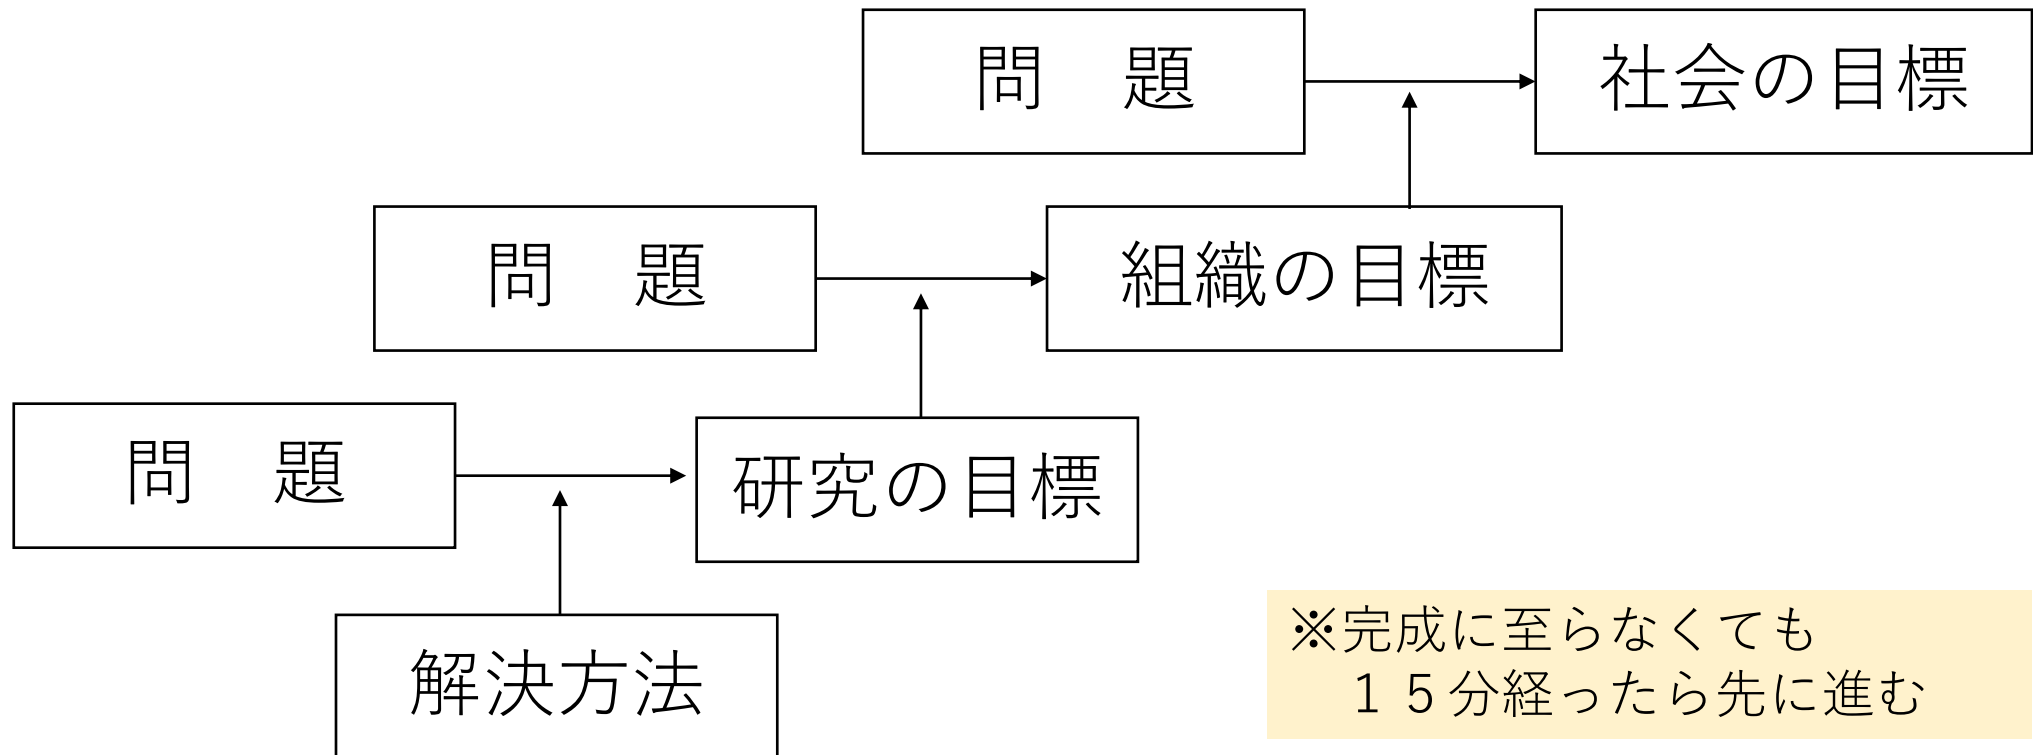 問　題
社会の目標
問　題
組織の目標
問　題
研究の目標
解決方法
※完成に至らなくても
１５分経ったら先に進む